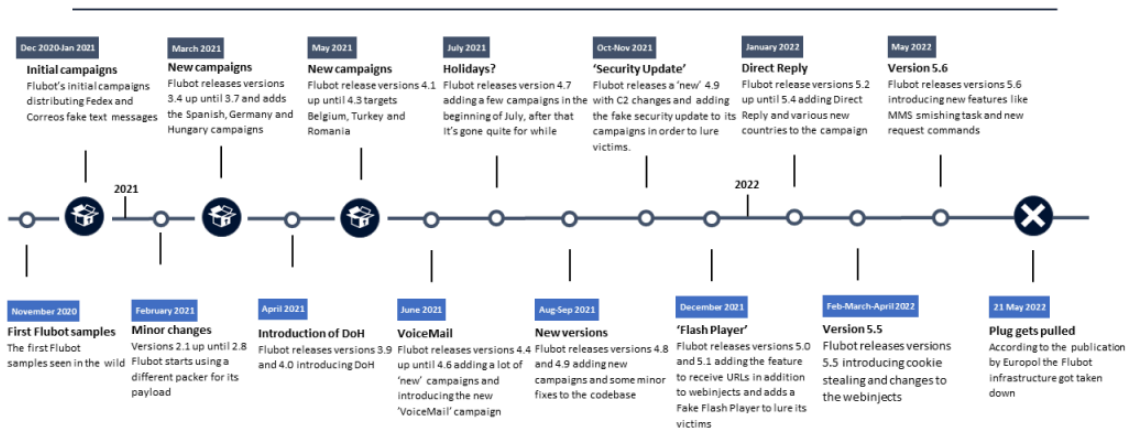 Dec 2020-Jan 2021
Initial campaigns
Flubot's initial campaigns
distributing Fedex and
Correos fake text messages
March 2021
New campaigns
Flubot releases versions
3.4 up until 3.7 and adds
the Spanish, Germany and
Hungary campaigns
May 2021
New campaigns
Flubot release versions 4.1
up until 4.3 targets
Belgium, Turkey and
Romania
July 2021
Holidays?
Flubot releases version 4.7
adding a few campaigns in the
beginning of July, after that
It's gone quite for while
Oct-Nov 2021
‘Security Update’
Flubot releases a ‘new’ 4.9
with C2 changes and adding
the fake security update to its
campaigns in order to lure
victims.
January 2022
Direct Reply
Flubot release versions 5.2
up until 5.4 adding Direct
Reply and various new
countries to the campaign
May 2022
Version 5.6
Flubot releases versions 5.6
introducing new features like
MMS smishing task and new
request commands
2021
2022
November 2020
First Flubot samples
The first Flubot
samples seen in the wild
February 2021
Minor changes
Versions 2.1 up until 2.8
Flubot starts using a
different packer for its
payload
April 2021
Introduction of DoH
Flubot releases versions 3.9
and 4.0 introducing DoH
June 2021
VoiceMail
Flubot releases versions 4.4
up until 4.6 adding a lot of
‘new’ campaigns and
introducing the new
‘VoiceMail’ campaign
Aug-Sep 2021
New versions
Flubot releases versions 4.8
and 4.9 adding new
campaigns and some minor
fixes to the codebase
December 2021
‘Flash Player’
Flubot releases versions 5.0
and 5.1 adding the feature
to receive URLs in addition
to webinjects and adds a
Fake Flash Player to lure its
victims
Feb-March-April 2022
Version 5.5
Flubot releases versions
5.5 introducing cookie
stealing and changes to
the webinjects
21 May 2022
Plug gets pulled
According to the publication
by Europol the Flubot
infrastructure got taken
down